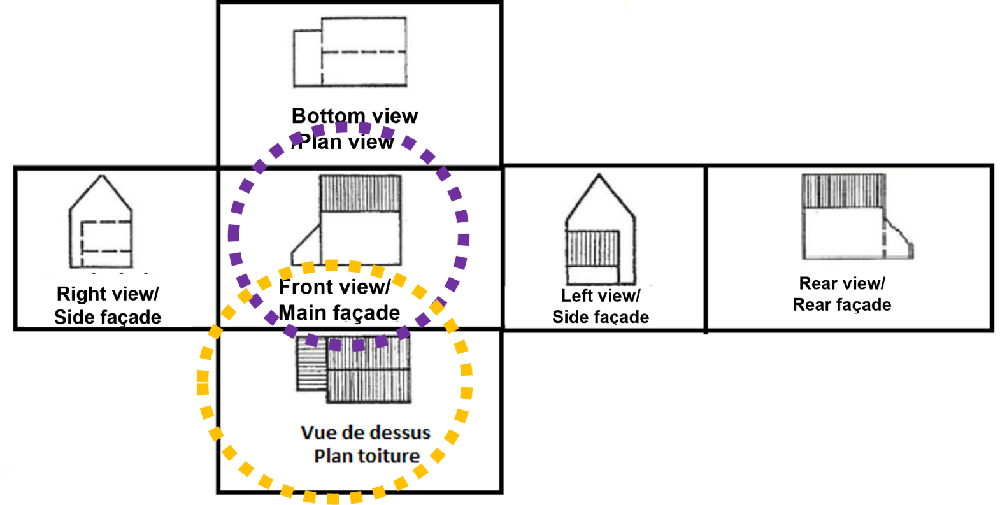 Bottom view
/Plan view
Right view/
Side façade
Front view/
Main façade
Left view/
Side façade
Rear view/
Rear façade
Vue de dessus
Plan toiture